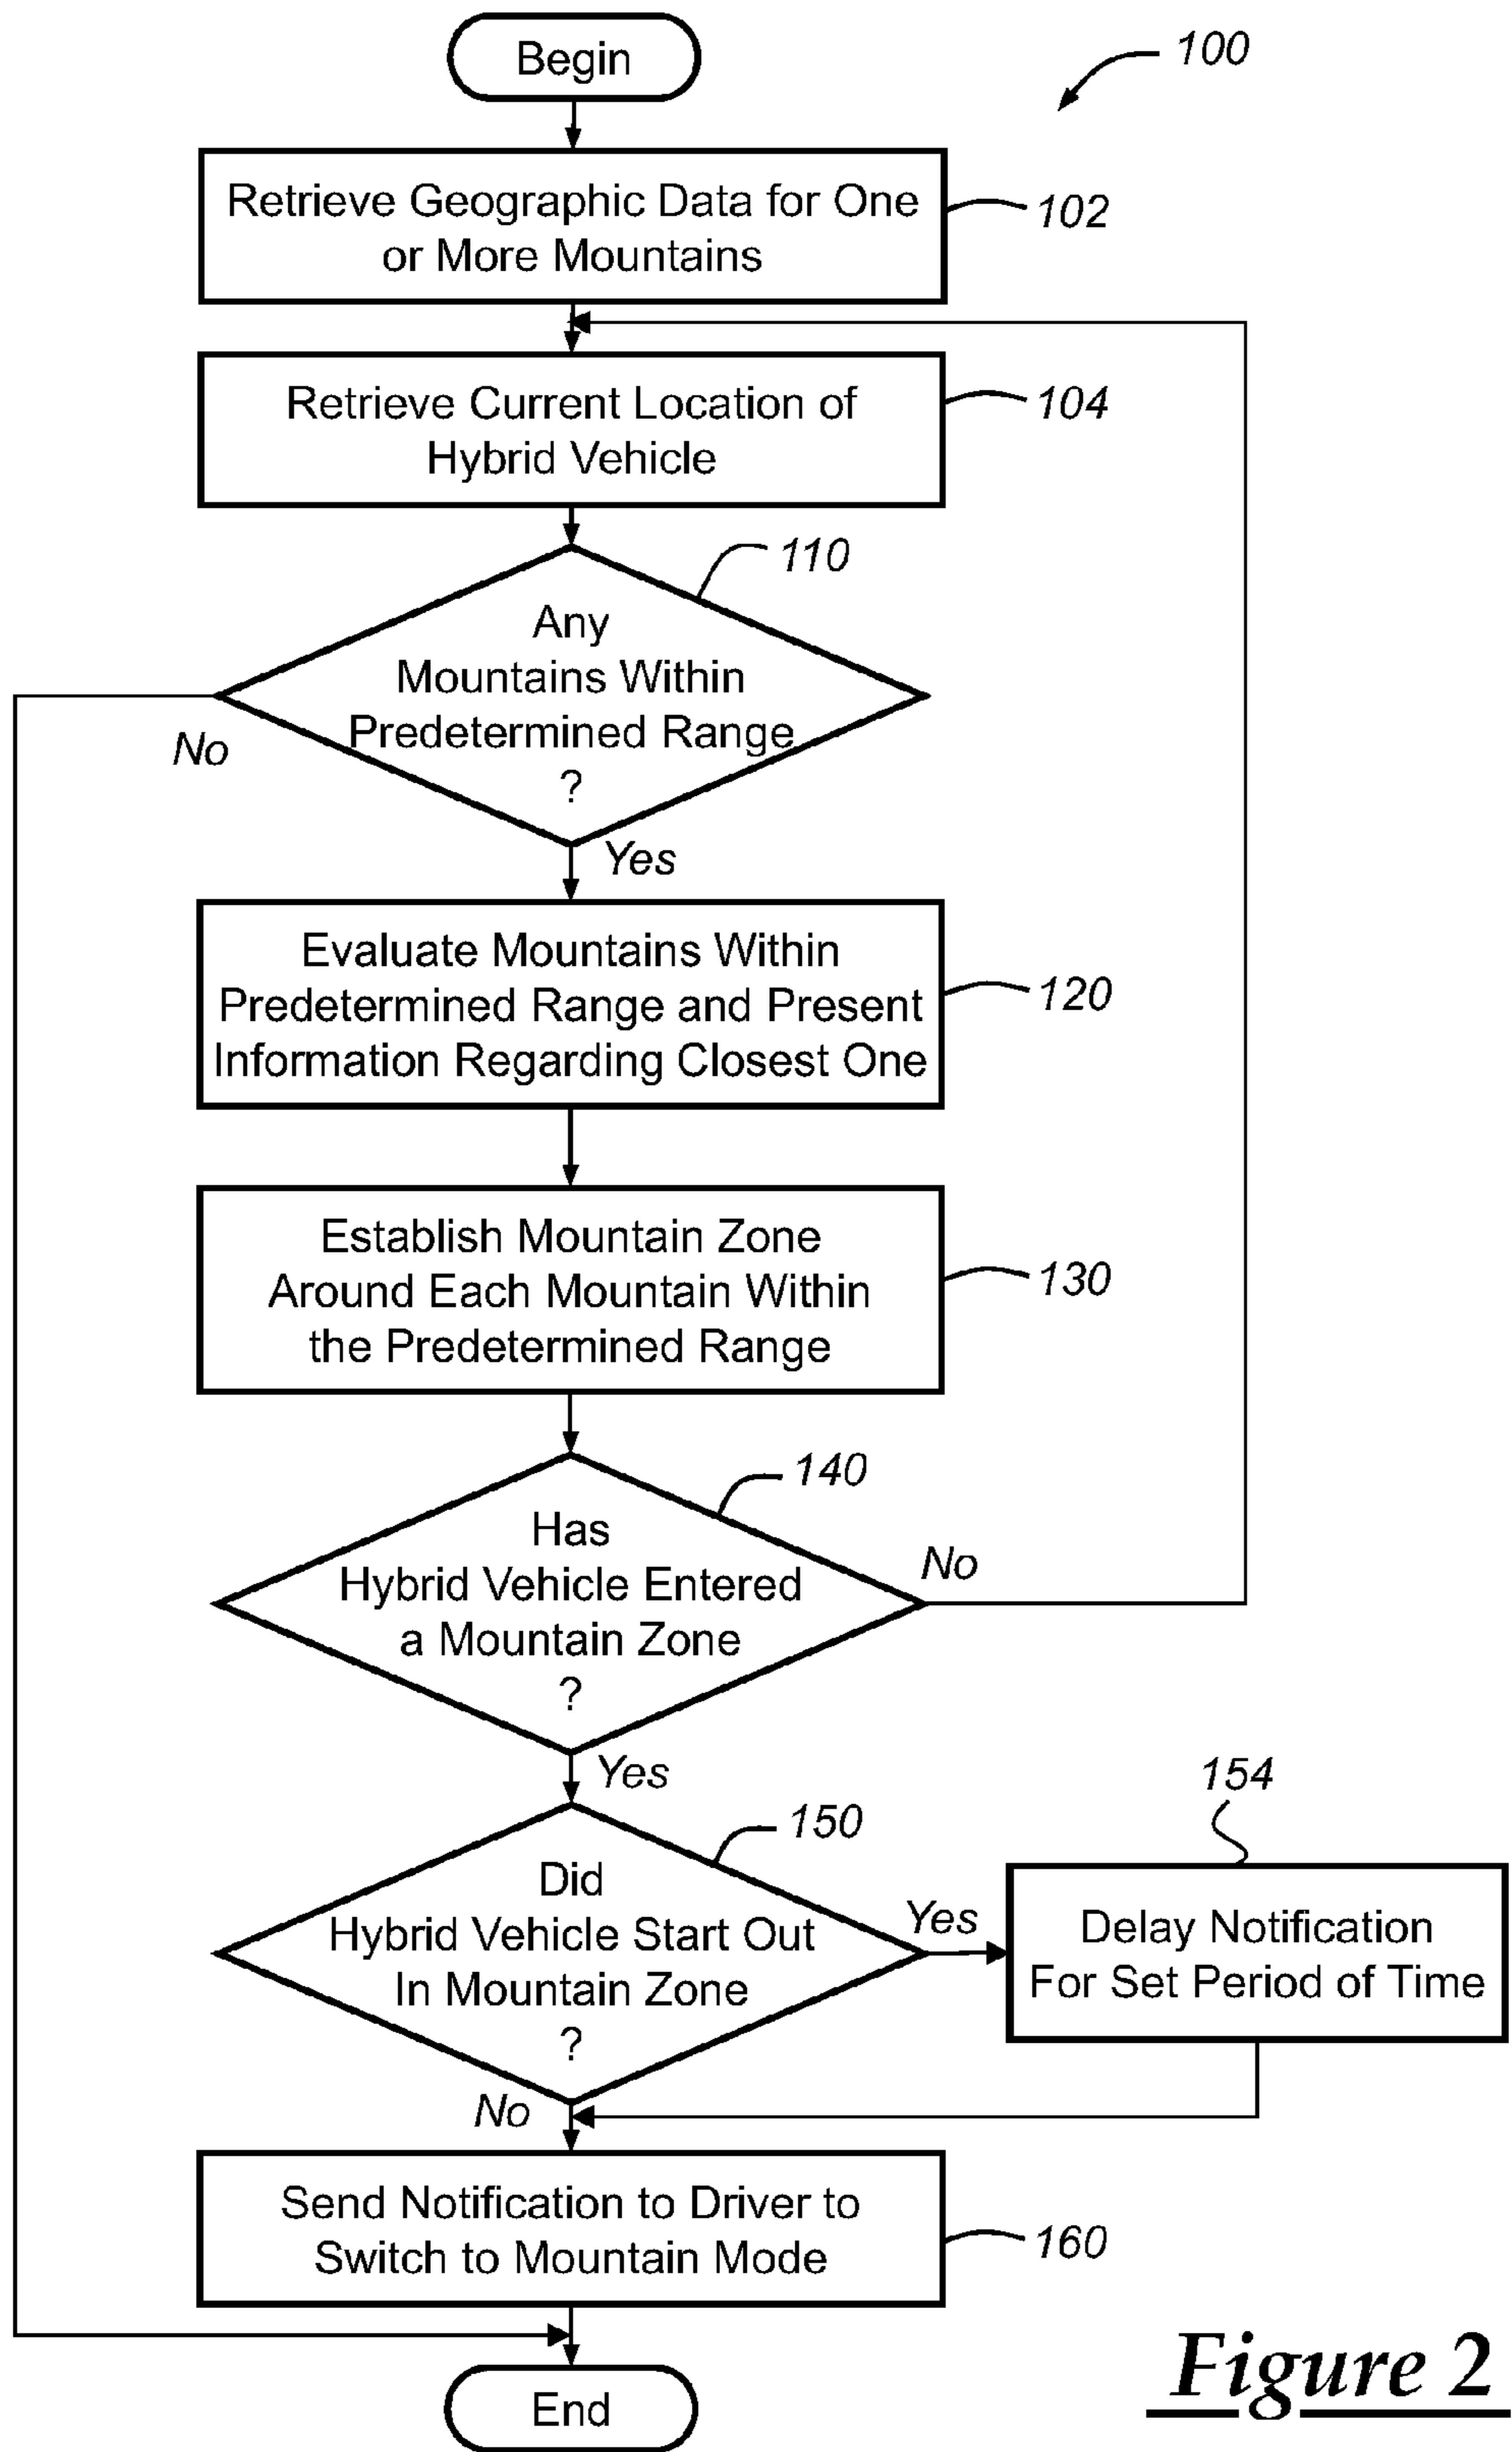 Begin
100
Retrieve Geographic Data for One
or More Mountains
102
Retrieve Current Location of
Hybrid Vehicle
104
110
Any
Mountains Within
Predetermined Range
?
No
Yes
Evaluate Mountains Within
Predetermined Range and Present
Information Regarding Closest One
120
Establish Mountain Zone
Around Each Mountain Within
the Predetermined Range
130
140
Has
Hybrid Vehicle Entered
a Mountain Zone
?
No
Yes
150
154
Did
Hybrid Vehicle Start Out
In Mountain Zone
?
Yes
Delay Notification
For Set Period of Time
No
Send Notification to Driver to
Switch to Mountain Mode
160
End
Figure 2